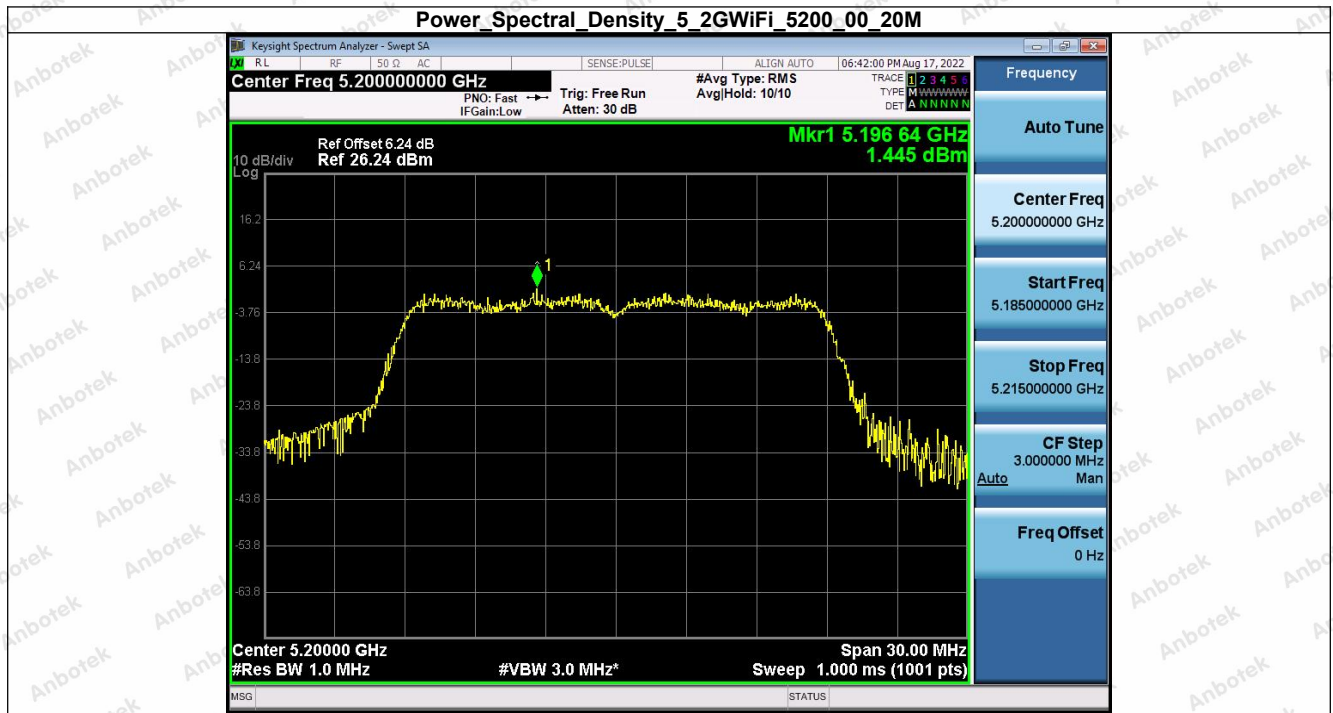 Power_Spectral_Density_5_2GWiFi_5200_00_20M
Keysight Spectrum Analyzer - Swept SA
LXI RL RF 50 Ω AC SENSE:PULSE ALIGN AUTO 06:42:00 PM Aug 17, 2022
Center Freq 5.200000000 GHz
PNO: Fast
IFGain:Low
Trig: Free Run
Atten: 30 dB
#Avg Type: RMS
Avg|Hold: 10/10
TRACE 1 2 3 4 5 6
TYPE M WWWWW
DET A N N N N N
Ref Offset 6.24 dB
10 dB/div Ref 26.24 dBm
Log
Mkr1 5.196 64 GHz
1.445 dBm
16.2
6.24
-3.76
-13.8
-23.8
-33.8
-43.8
-53.8
-63.8
1
Center 5.20000 GHz
Span 30.00 MHz
#Res BW 1.0 MHz
#VBW 3.0 MHz*
Sweep 1.000 ms (1001 pts)
MSG
STATUS
Frequency
Auto Tune
Center Freq
5.200000000 GHz
Start Freq
5.185000000 GHz
Stop Freq
5.215000000 GHz
CF Step
3.000000 MHz
Auto Man
Freq Offset
0 Hz
Anbotek